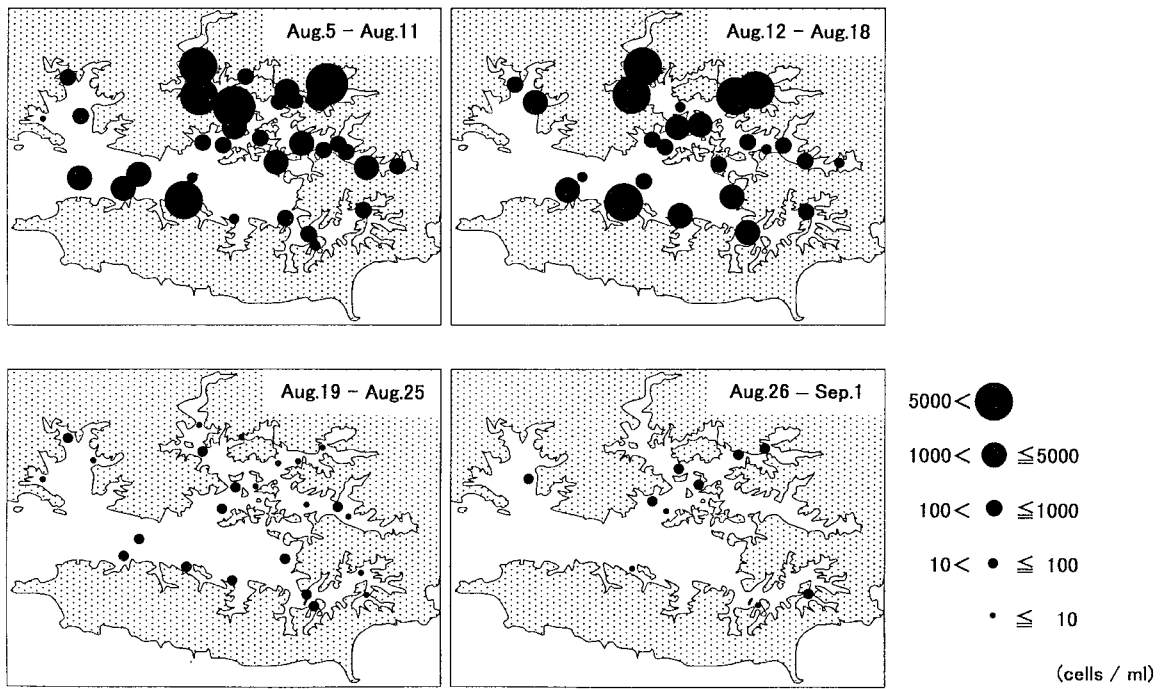 Aug.5 – Aug.11
Aug.12 – Aug.18
Aug.19 – Aug.25
Aug.26 – Sep.1
5000<
1000< ≦5000
100< ≦1000
10< ≦ 100
≦ 10
(cells / ml)